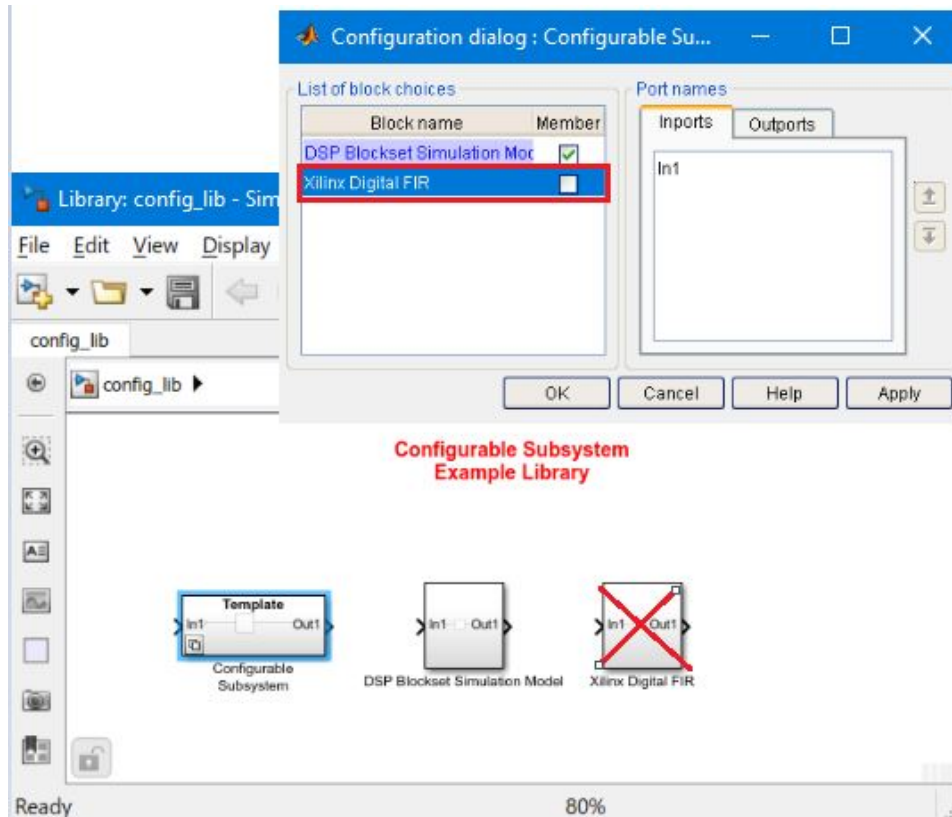 Configuration dialog : Configurable Su...
List of block choices
Port names
Block name Member
Inports Outports
DSP Blockset Simulation Moc
In1
Xilinx Digital FIR
Library: config_lib - Sim
File Edit View Display
config_lib
config_lib
OK Cancel Help Apply
Configurable Subsystem
Example Library
Template
In1 Out1
Configurable
Subsystem
In1 Out1
DSP Blockset Simulation Model
In1 Out1
Xilinx Digital FIR
Ready 80%